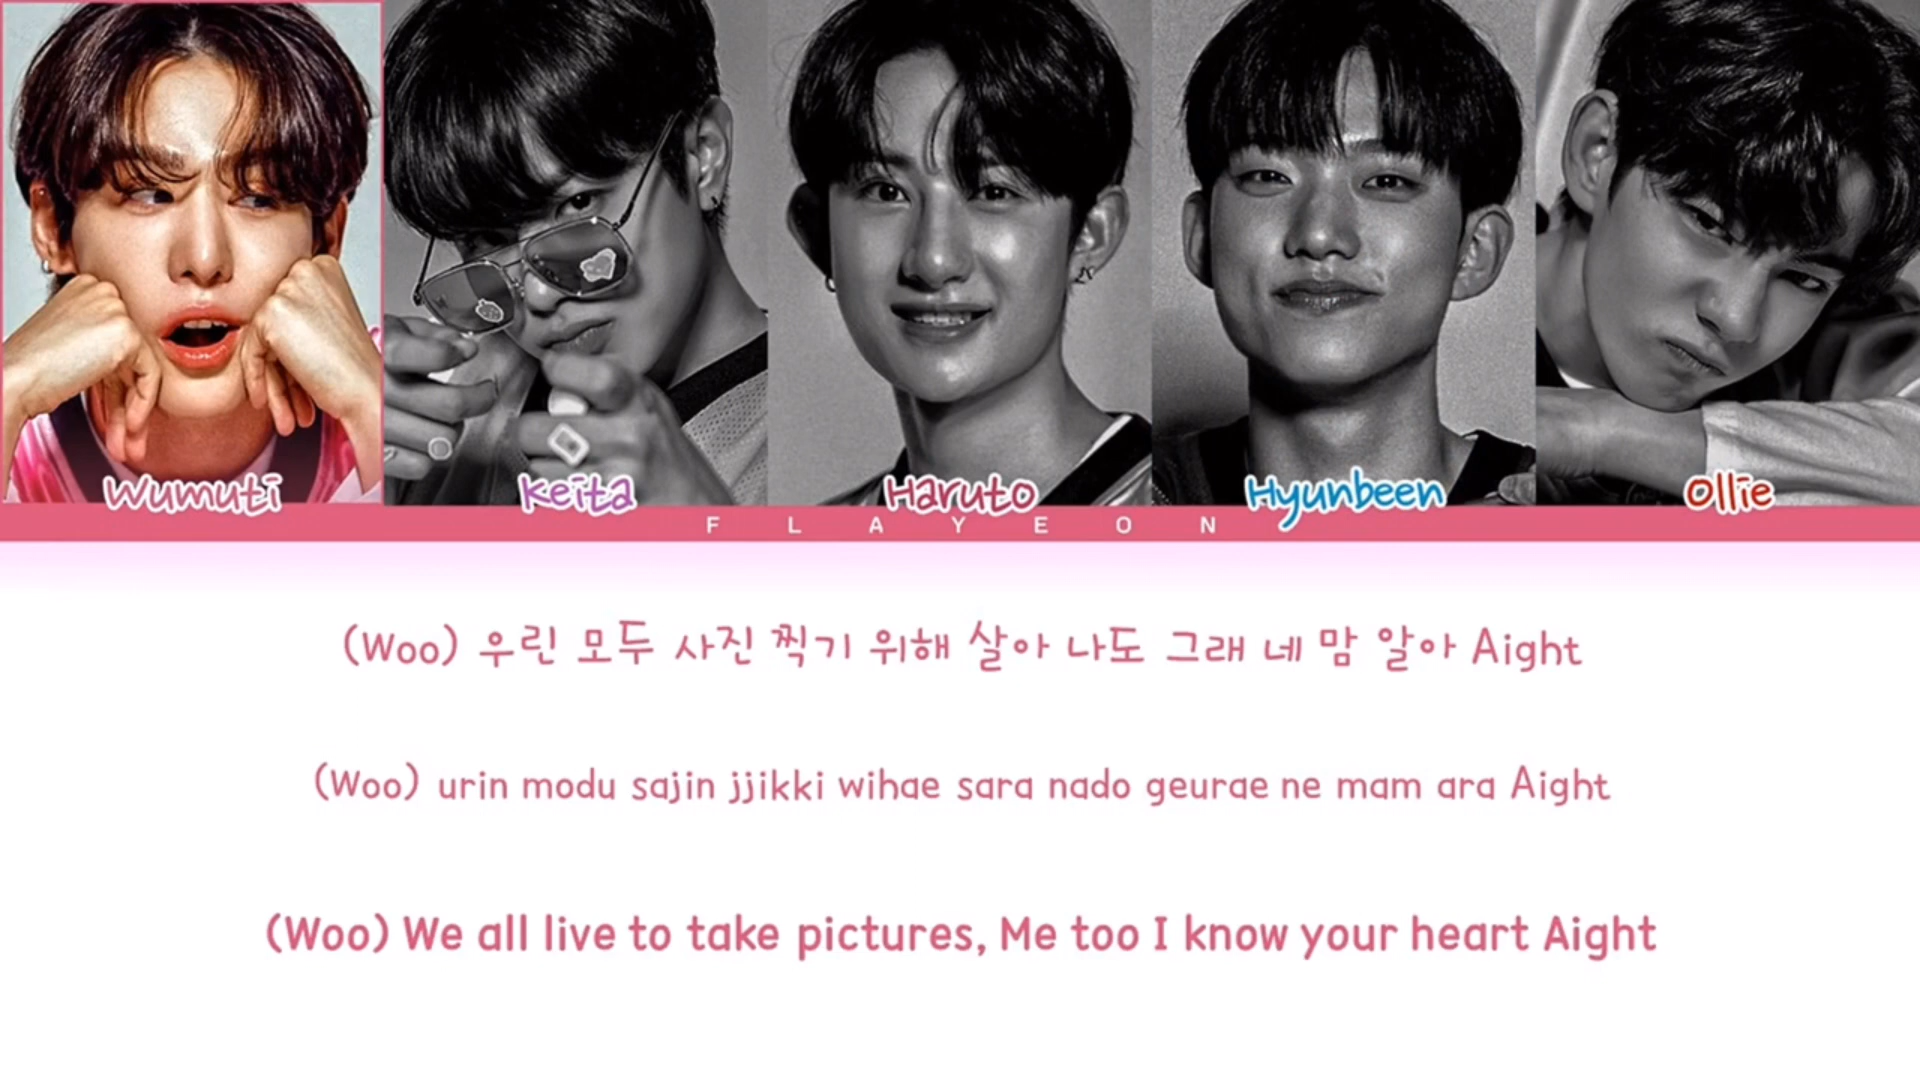 Wumuti
Keita
Haruto
Hyunbeen
Ollie
FLAYEON
(Woo) 우린 모두 사진 찍기 위해 살아 나도 그래 네 맘 알아 Aight
(Woo) urin modu sajin jjikki wihae sara nado geurae ne mam ara Aight
(Woo) We all live to take pictures, Me too I know your heart Aight